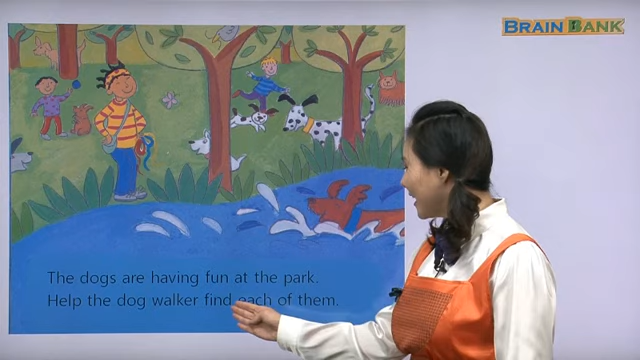 BRAIN BANK
The dogs are having fun at the park.
Help the dog walker find each of them.